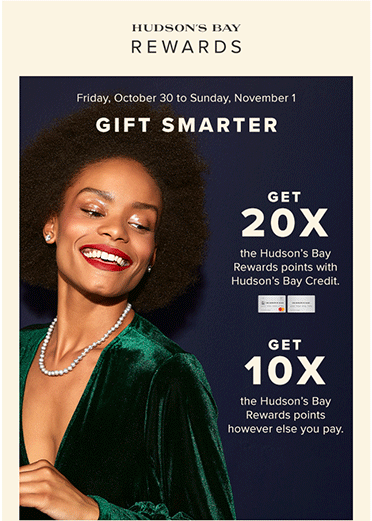 HUDSON'S BAY
REWARDS
Friday, October 30 to Sunday, November 1
GIFT SMARTER
GET
20X
the Hudson's Bay
Rewards points with
Hudson's Bay Credit.
GET
10X
the Hudson's Bay
Rewards points
however else you pay.